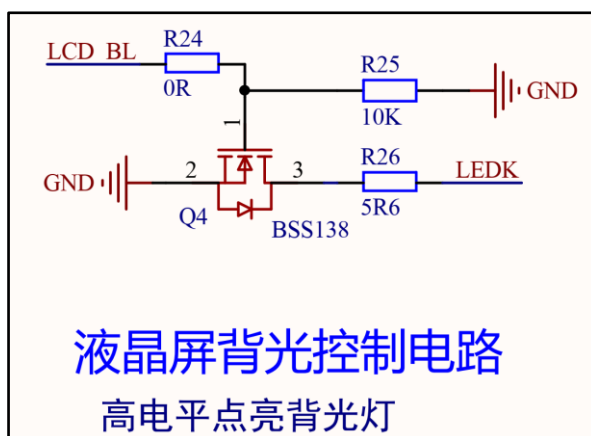 LCD_BL
R24
0R
R25
10K
GND
1
GND
2
3
R26
5R6
LEDK
Q4
BSS138
液晶屏背光控制电路
高电平点亮背光灯